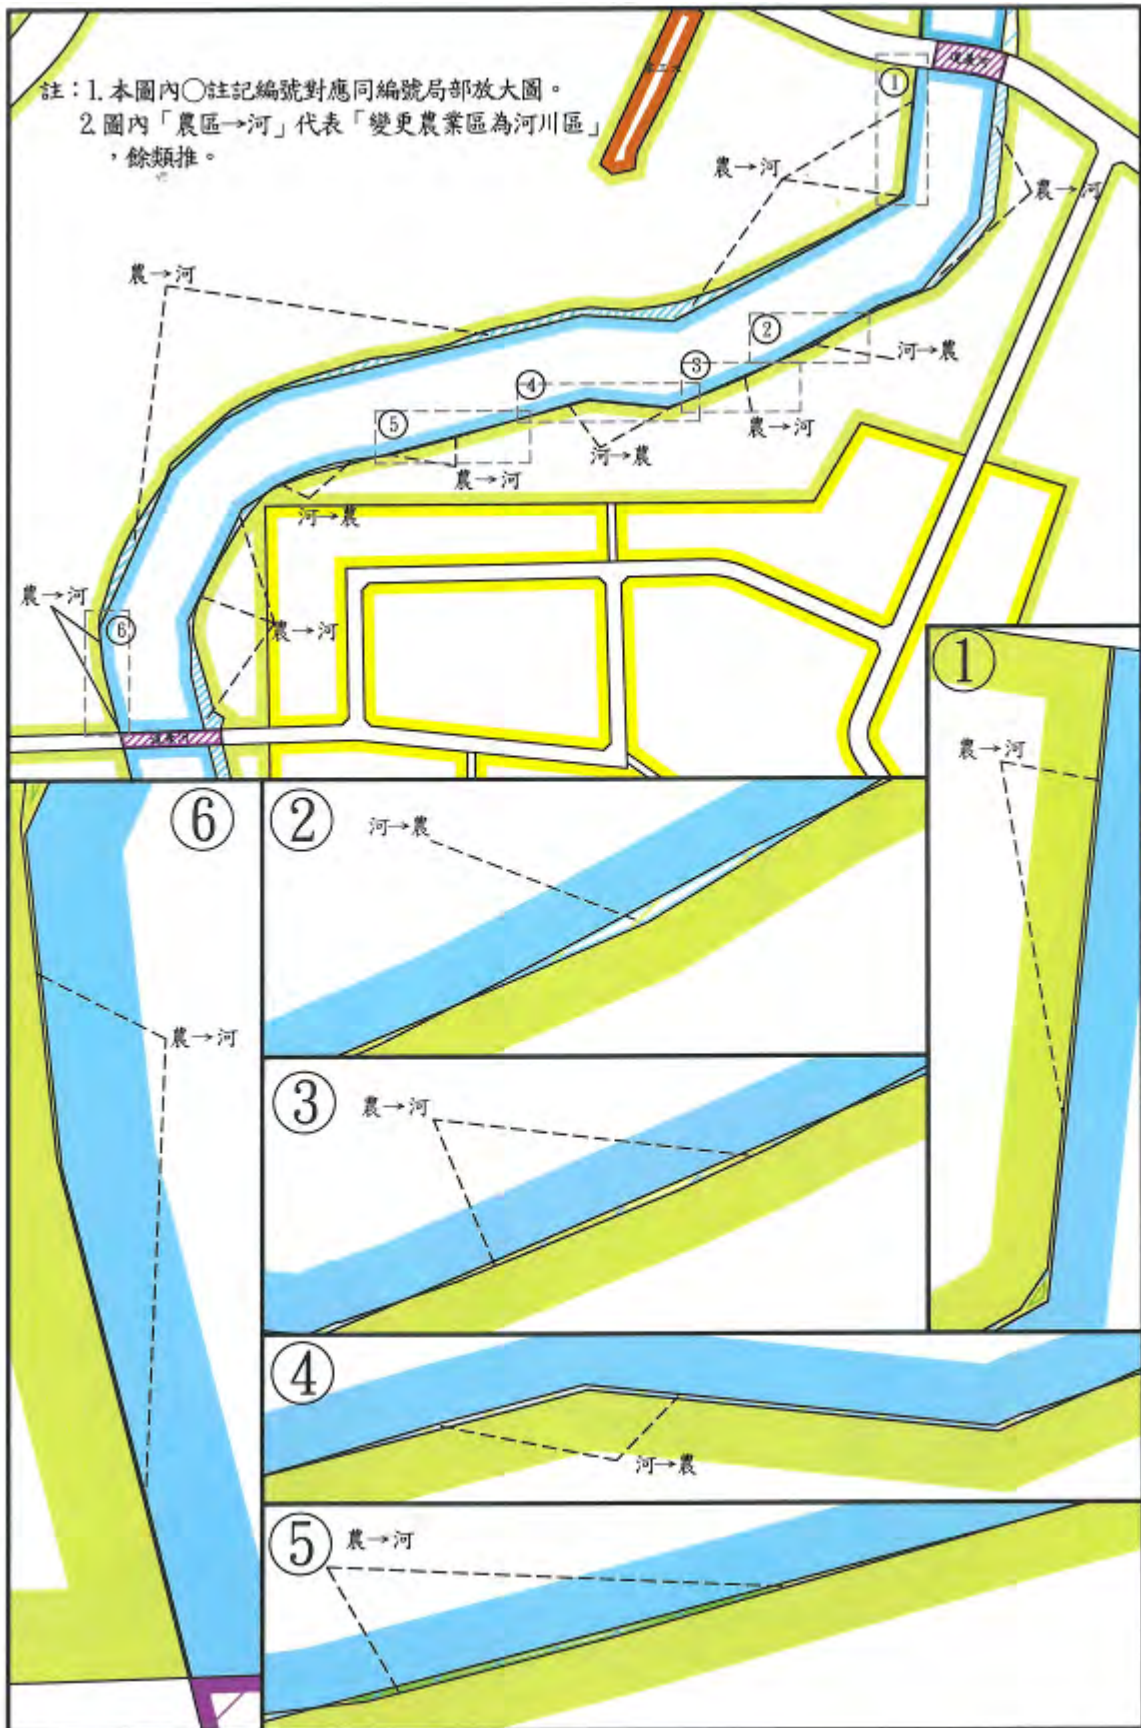 註：1. 本圖內○註記編號對應同編號局部放大圖。
2. 圖內「農區→河」代表「變更農業區為河川區」
，餘類推。
①
農→河
農→河
農→河
②
河→農
③
④
農→河
⑤
河→農
農→河
河→農
農→河
⑥
農→河
①
農→河
⑥
農→河
②
河→農
③
農→河
④
河→農
⑤
農→河